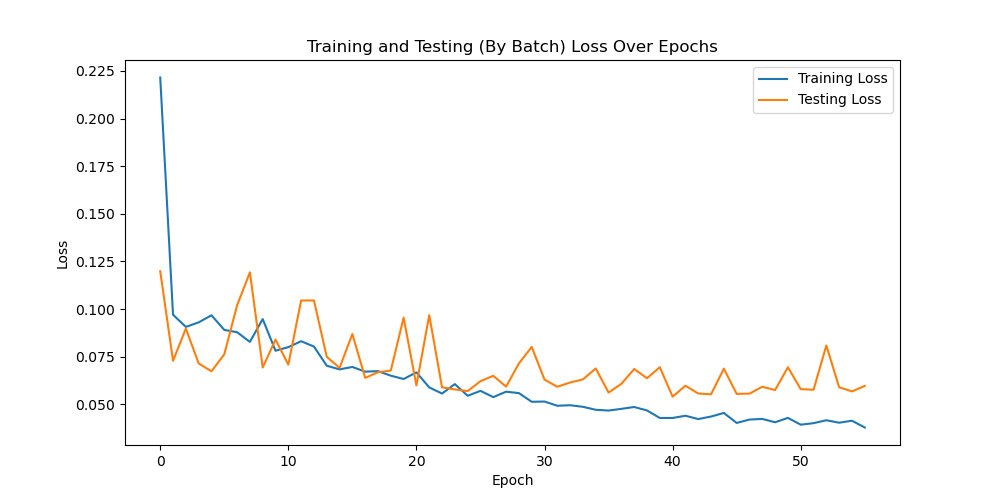 Training and Testing (By Batch) Loss Over Epochs
Training Loss
Testing Loss
0.225
0.200
0.175
0.150
0.125
0.100
0.075
0.050
Loss
0 10 20 30 40 50
Epoch